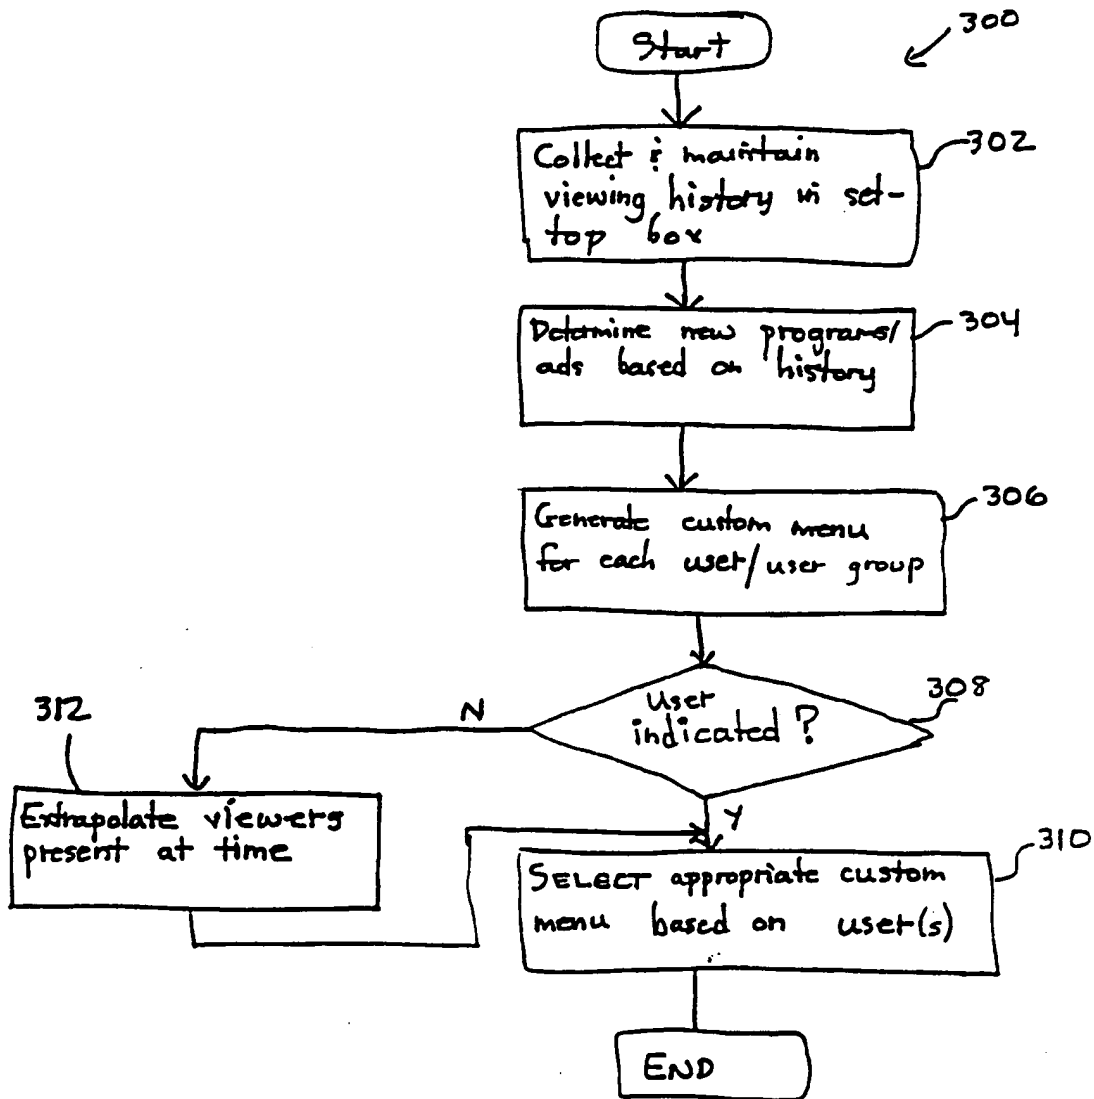 Start
300
Collect & maintain
viewing history in set-
top box
302
Determine new programs/
ads based on history
304
Generate custom menu
for each user/user group
306
User
indicated?
308
N
Y
312
Extrapolate viewers
present at time
SELECT appropriate custom
menu based on user(s)
310
END